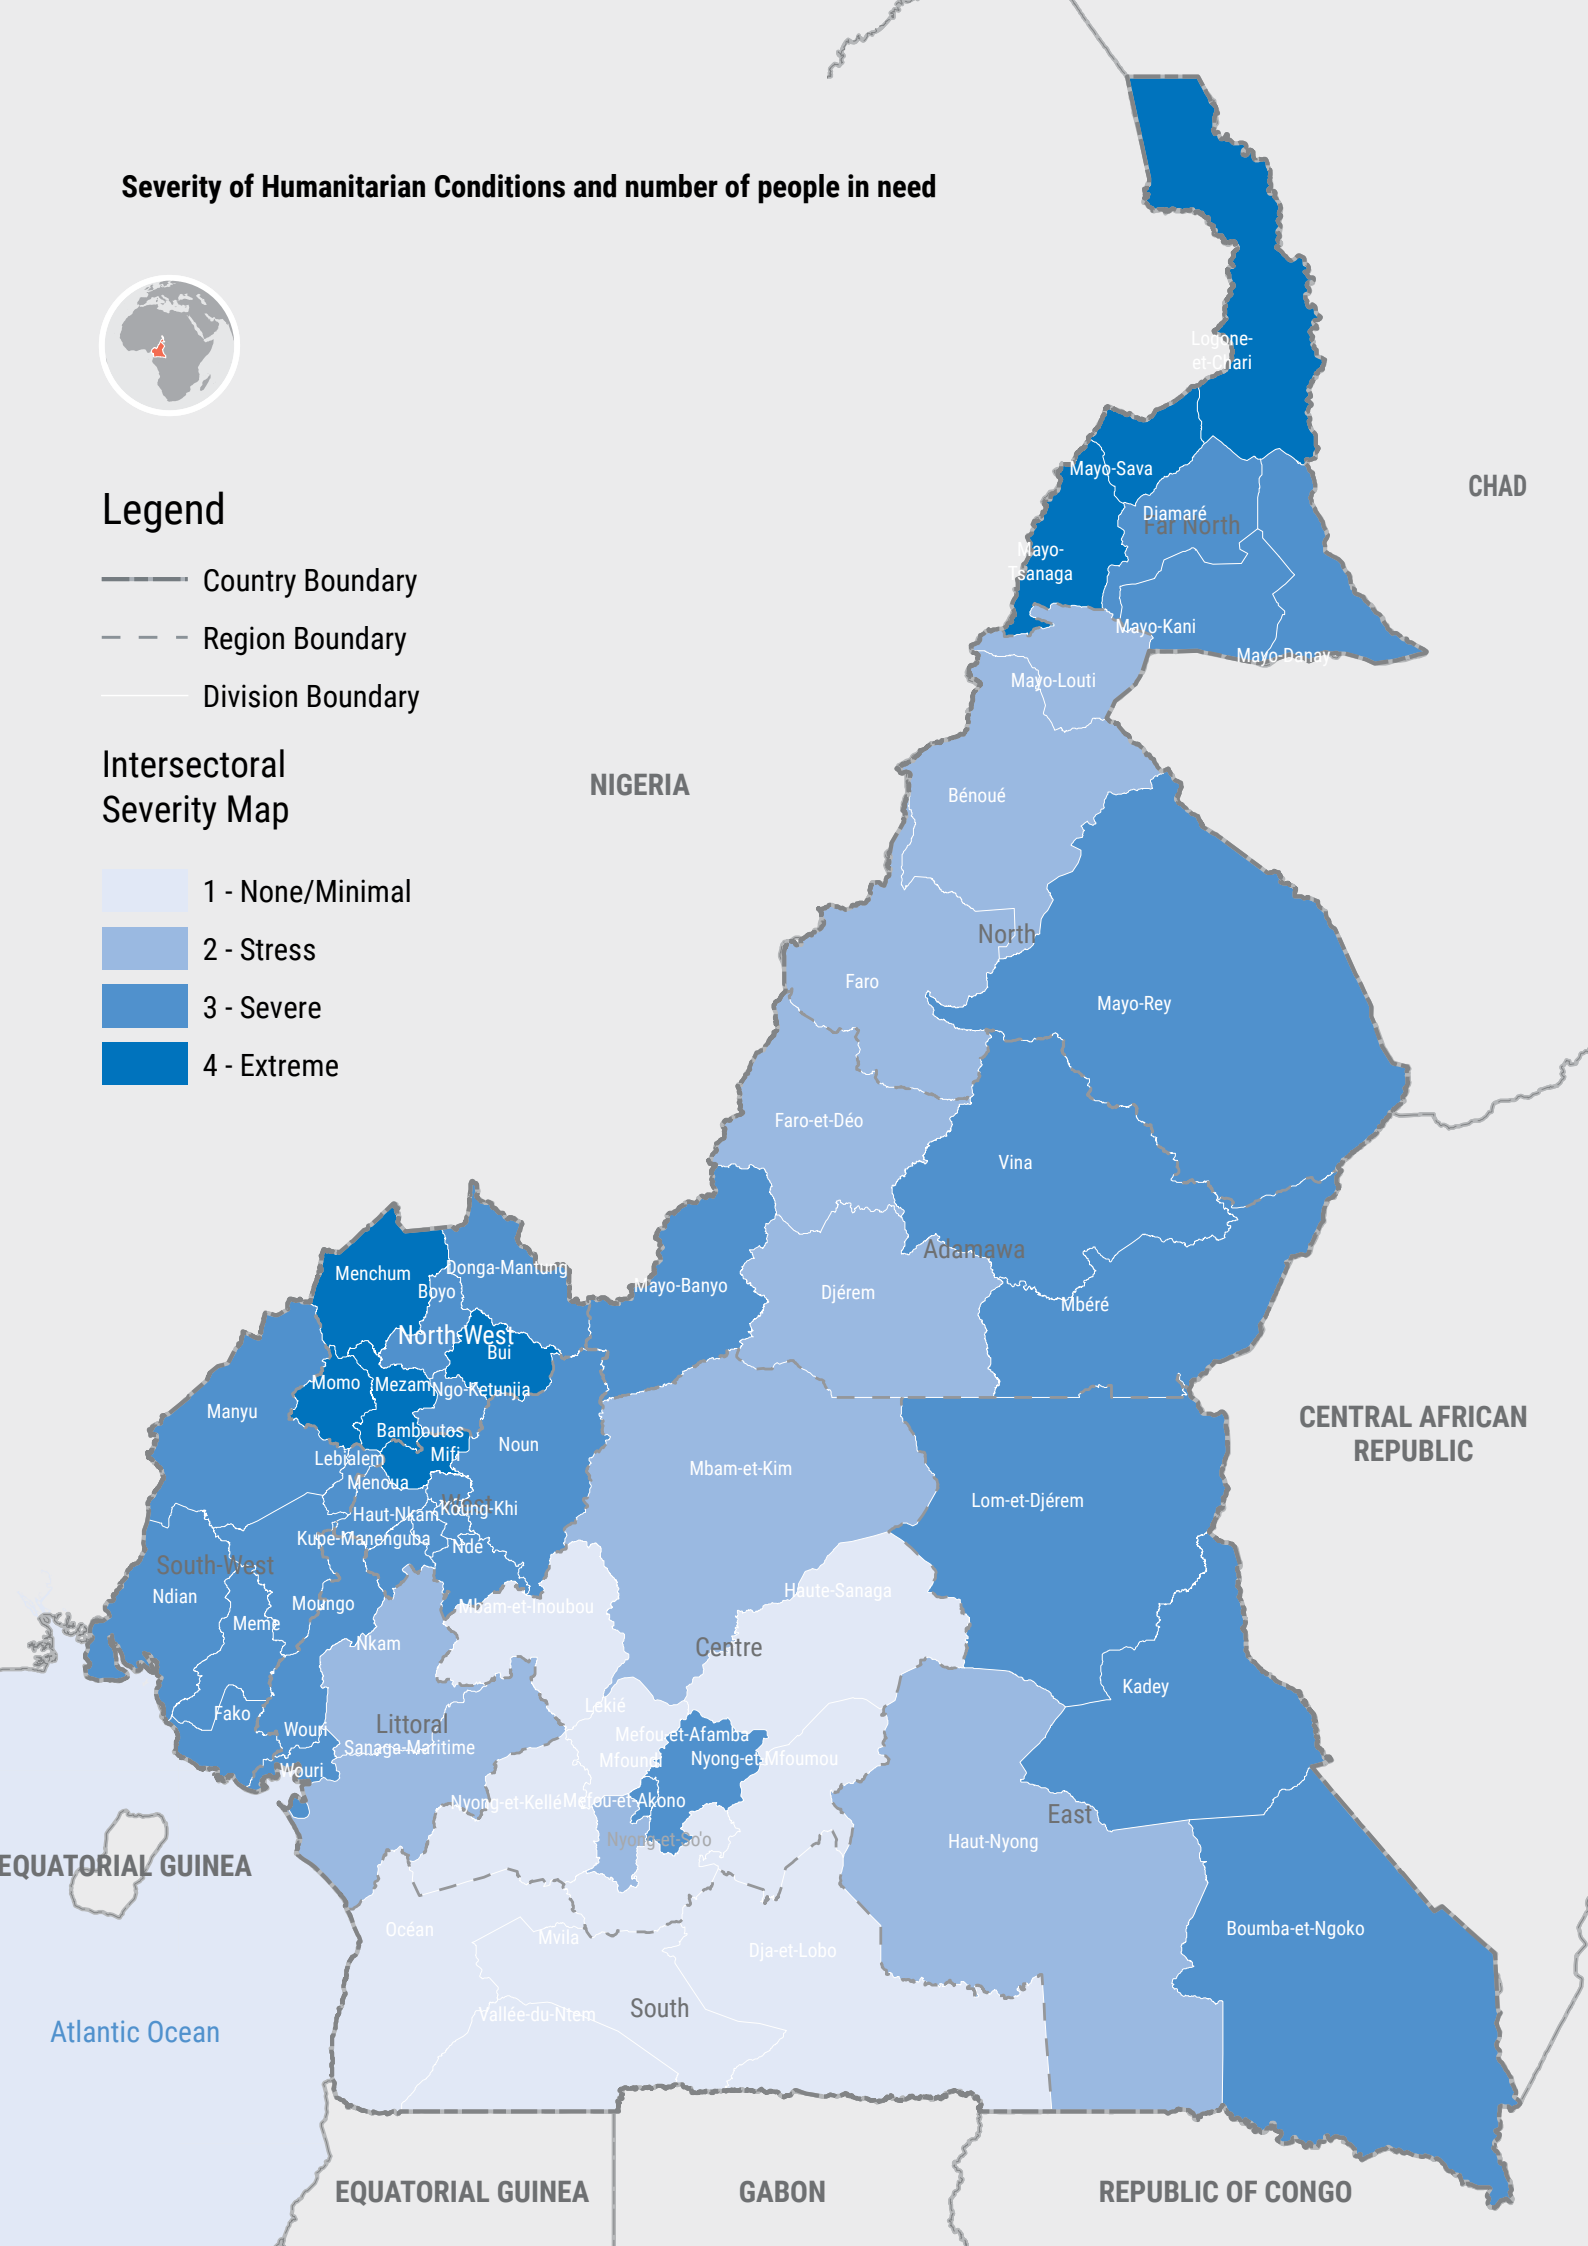 Severity of Humanitarian Conditions and number of people in need
Legend
Country Boundary
Region Boundary
Division Boundary
Intersectoral
Severity Map
1 - None/Minimal
2 - Stress
3 - Severe
4 - Extreme
Logone-
et-Chari
Mayo-Sava
CHAD
Diamaré
Far North
Mayo-
Tsanaga
Mayo-Kani
Mayo-Danay
Mayo-Louti
NIGERIA
Bénoué
North
Faro
Mayo-Rey
Faro-et-Déo
Vina
Adamawa
Mayo-Banyo
Djérem
Mbéré
Menchum
Donga-Mantung
Boyo
North-West
Bui
Momo
Mezam
Ngo-Ketunjia
Manyu
Bamboutos
Noun
Mifi
Lebialem
Menoua
West
Koung-Khi
Haut-Nkam
Kupe-Manenguba
Ndé
CENTRAL AFRICAN
REPUBLIC
Mbam-et-Kim
Lom-et-Djérem
South-West
Ndian
Meme
Moungo
Mbam-et-Inoubou
Haute-Sanaga
Nkam
Centre
Kadey
Fako
Wouri
Littoral
Sanaga-Maritime
Wouri
Lekié
Mefou-et-Afamba
Mfoundi
Nyong-et-Mfoumou
Nyong-et-Kellé
Mefou-et-Akono
Nyong-et-So'o
East
Haut-Nyong
EQUATORIAL GUINEA
Océan
Mvila
Dja-et-Lobo
Boumba-et-Ngoko
Vallée-du-Ntem
South
Atlantic Ocean
EQUATORIAL GUINEA
GABON
REPUBLIC OF CONGO